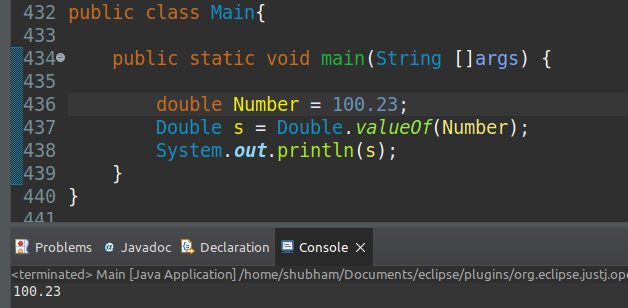 432 public class Main{
433
434 public static void main(String []args) {
435
436 double Number = 100.23;
437 Double s = Double.valueOf(Number);
438 System.out.println(s);
439 }
440 }
441
Problems @ Javadoc Declaration Console
<terminated> Main [Java Application] /home/shubham/Documents/eclipse/plugins/org.eclipse.justj.ope
100.23